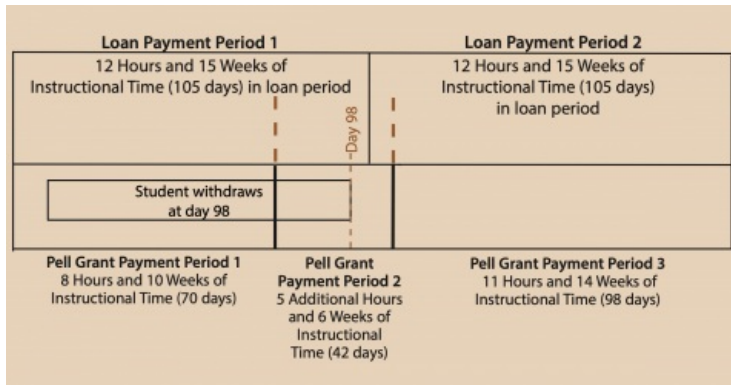 Loan Payment Period 1
Loan Payment Period 2
12 Hours and 15 Weeks of
Instructional Time (105 days) in loan period
12 Hours and 15 Weeks of
Instructional Time (105 days)
in loan period
Day 98
Student withdraws
at day 98
Pell Grant Payment Period 1
8 Hours and 10 Weeks of
Instructional Time (70 days)
Pell Grant
Payment Period 2
5 Additional Hours
and 6 Weeks of
Instructional
Time (42 days)
Pell Grant Payment Period 3
11 Hours and 14 Weeks of
Instructional Time (98 days)